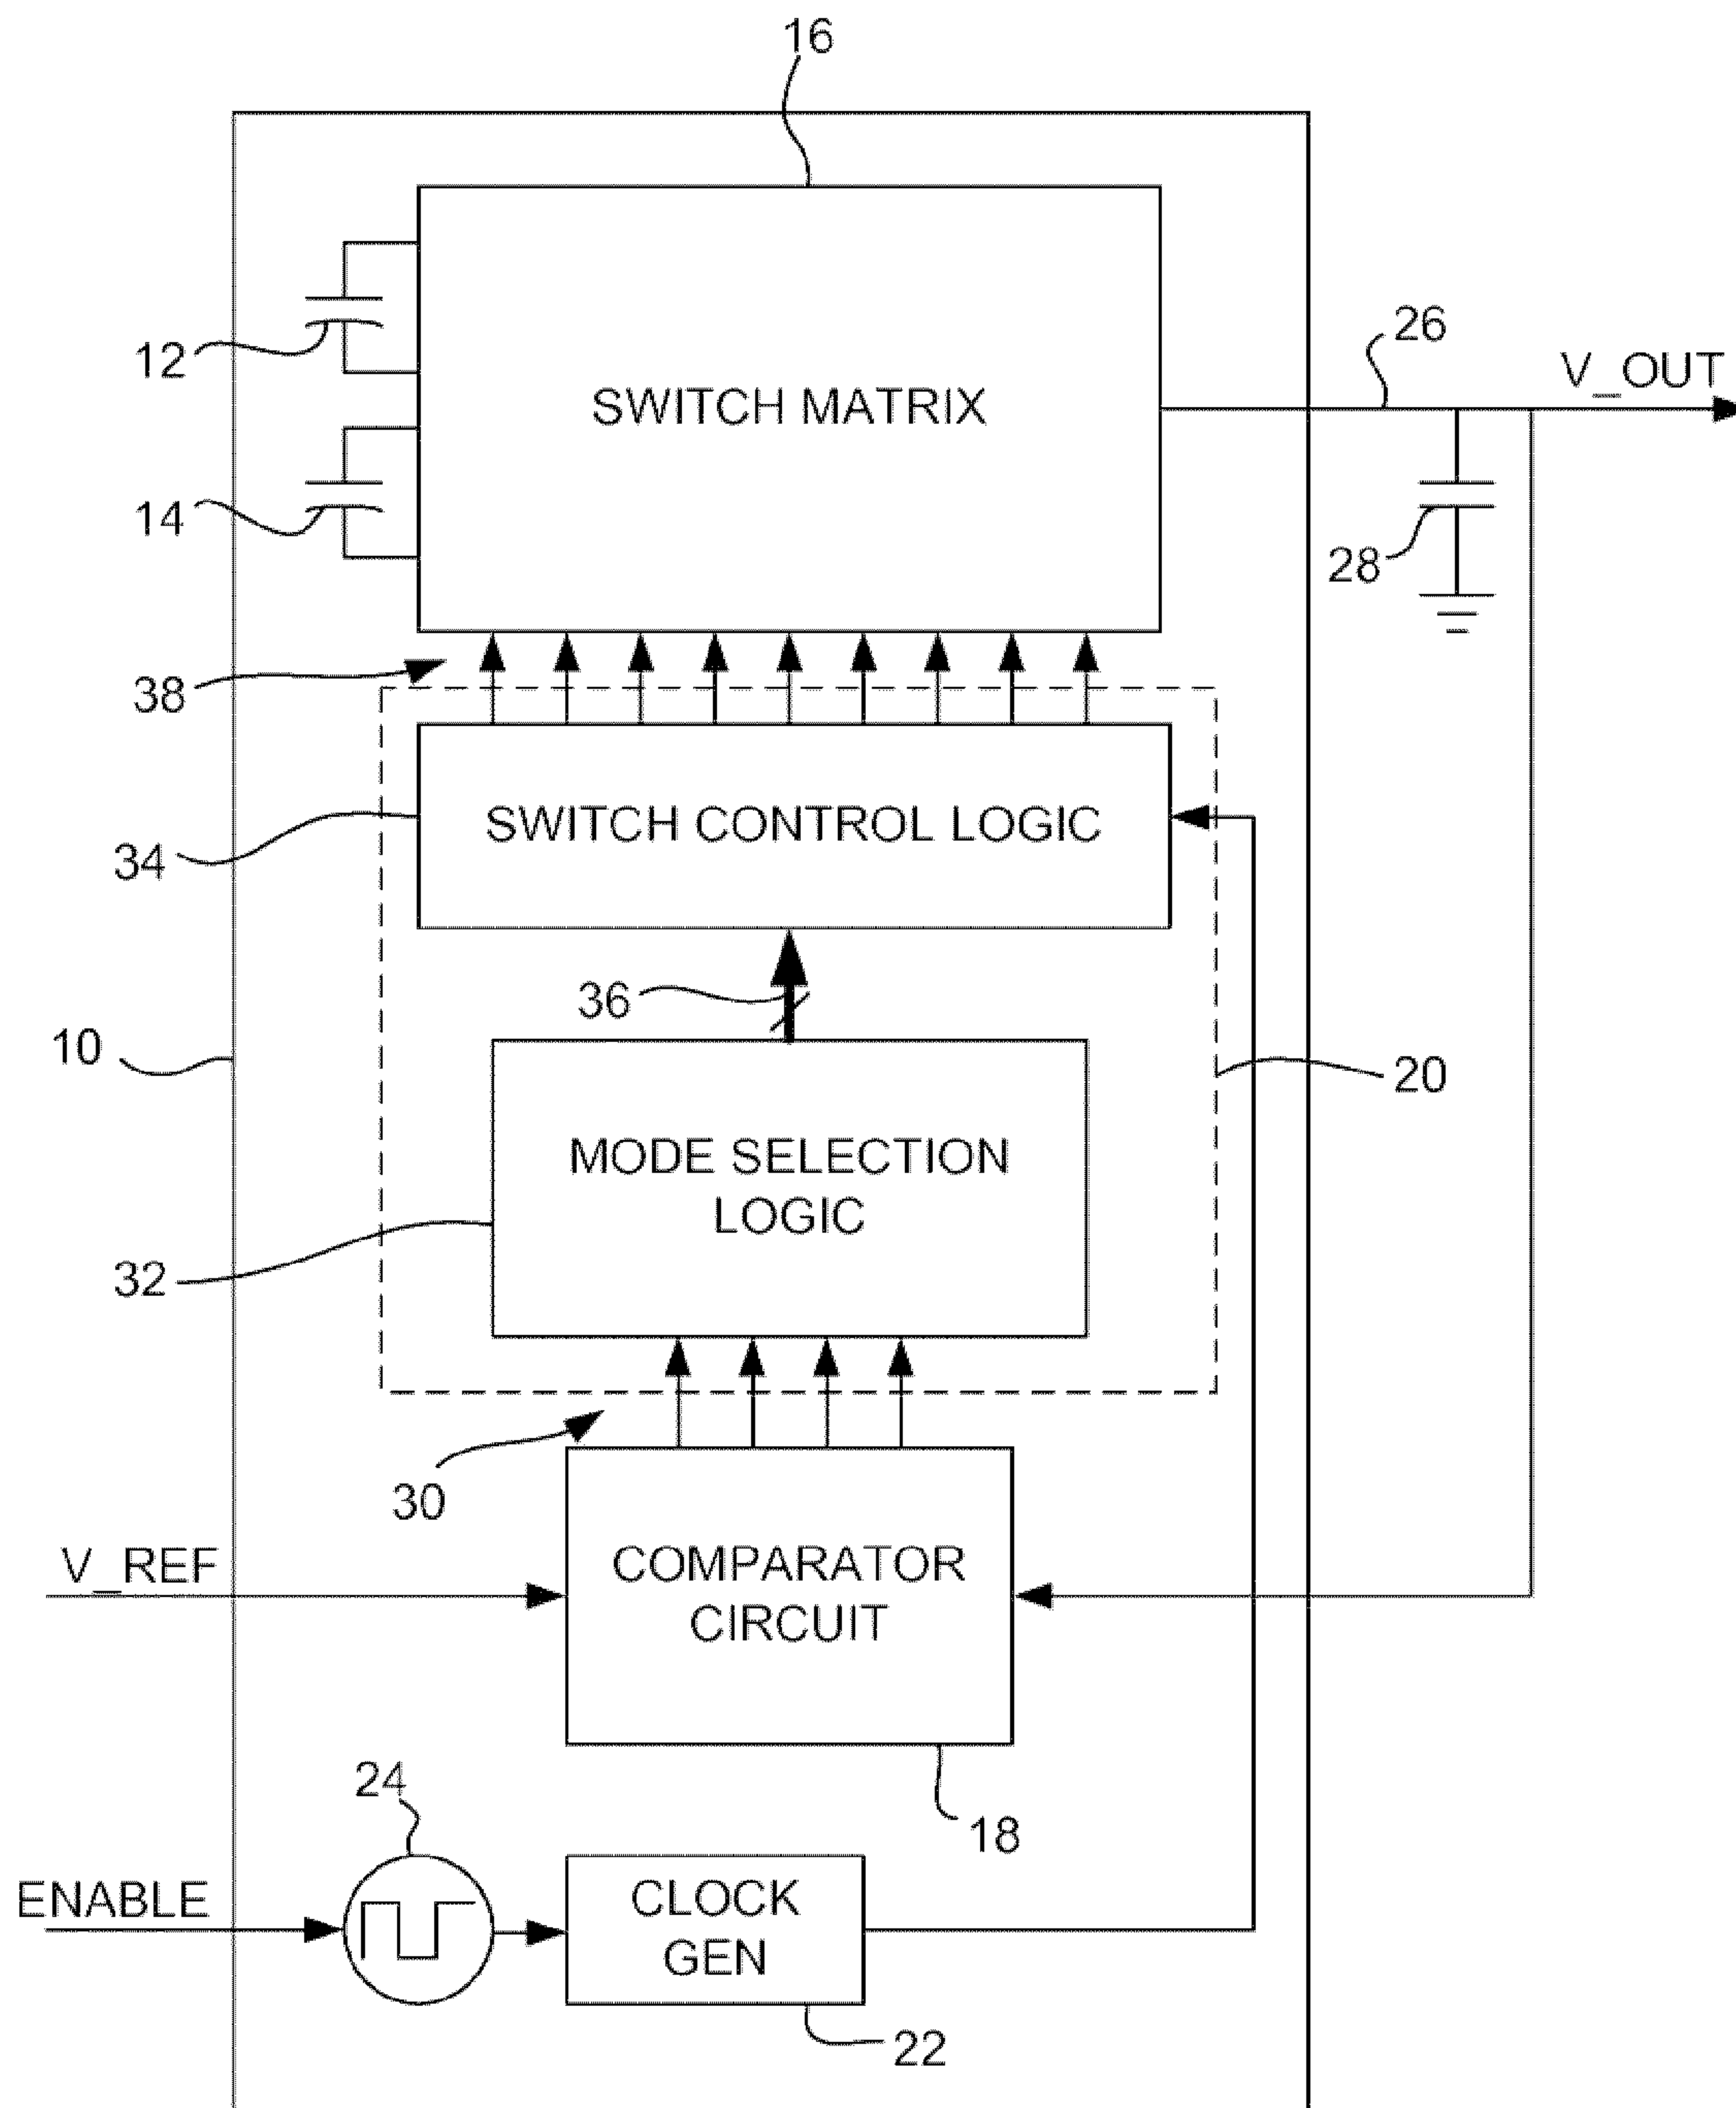 16
26
V_OUT
12
SWITCH MATRIX
14
28
38
SWITCH CONTROL LOGIC
34
36
10
20
MODE SELECTION
LOGIC
32
30
V_REF
COMPARATOR
CIRCUIT
24
18
ENABLE
CLOCK
GEN
22